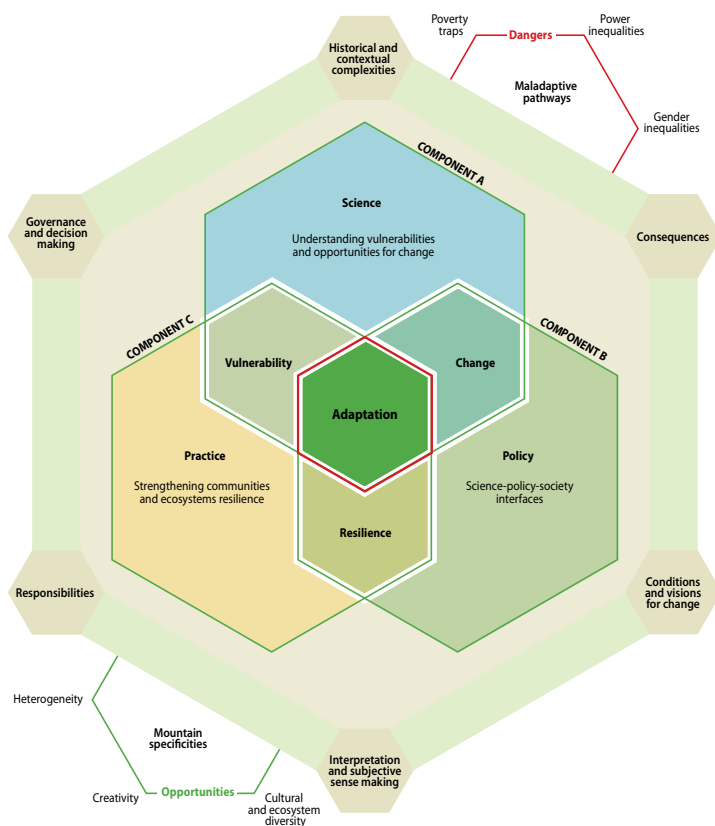 Poverty
traps
Dangers
Power
inequalities
Historical and
contextual
complexities
Maladaptive
pathways
Gender
inequalities
COMPONENT A
Science
Governance
and decision
making
Understanding vulnerabilities
and opportunities for change
Consequences
COMPONENT C
COMPONENT B
Vulnerability
Change
Adaptation
Practice
Strengthening communities
and ecosystems resilience
Policy
Science-policy-society
interfaces
Resilience
Responsibilities
Conditions
and visions
for change
Heterogeneity
Mountain
specificities
Interpretation
and subjective
sense making
Creativity
Opportunities
Cultural
and ecosystem
diversity